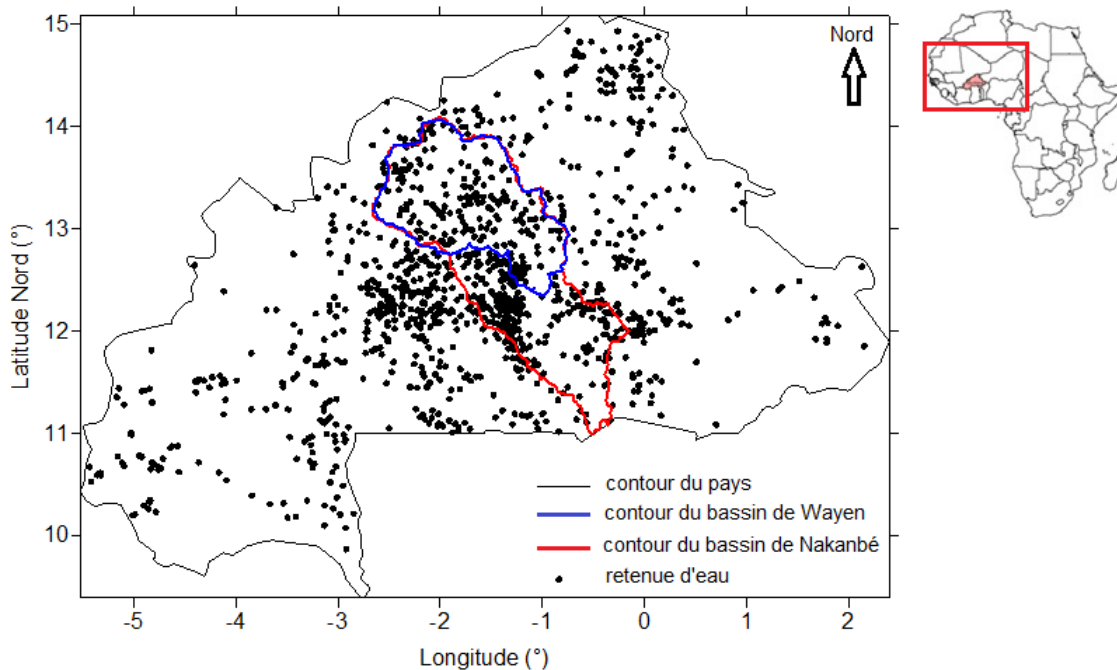 15
14
13
12
11
10
Latitude Nord (°)
Nord
contour du pays
contour du bassin de Wayen
contour du bassin de Nakanbé
retenue d'eau
-5 -4 -3 -2 -1 0 1 2
Longitude (°)